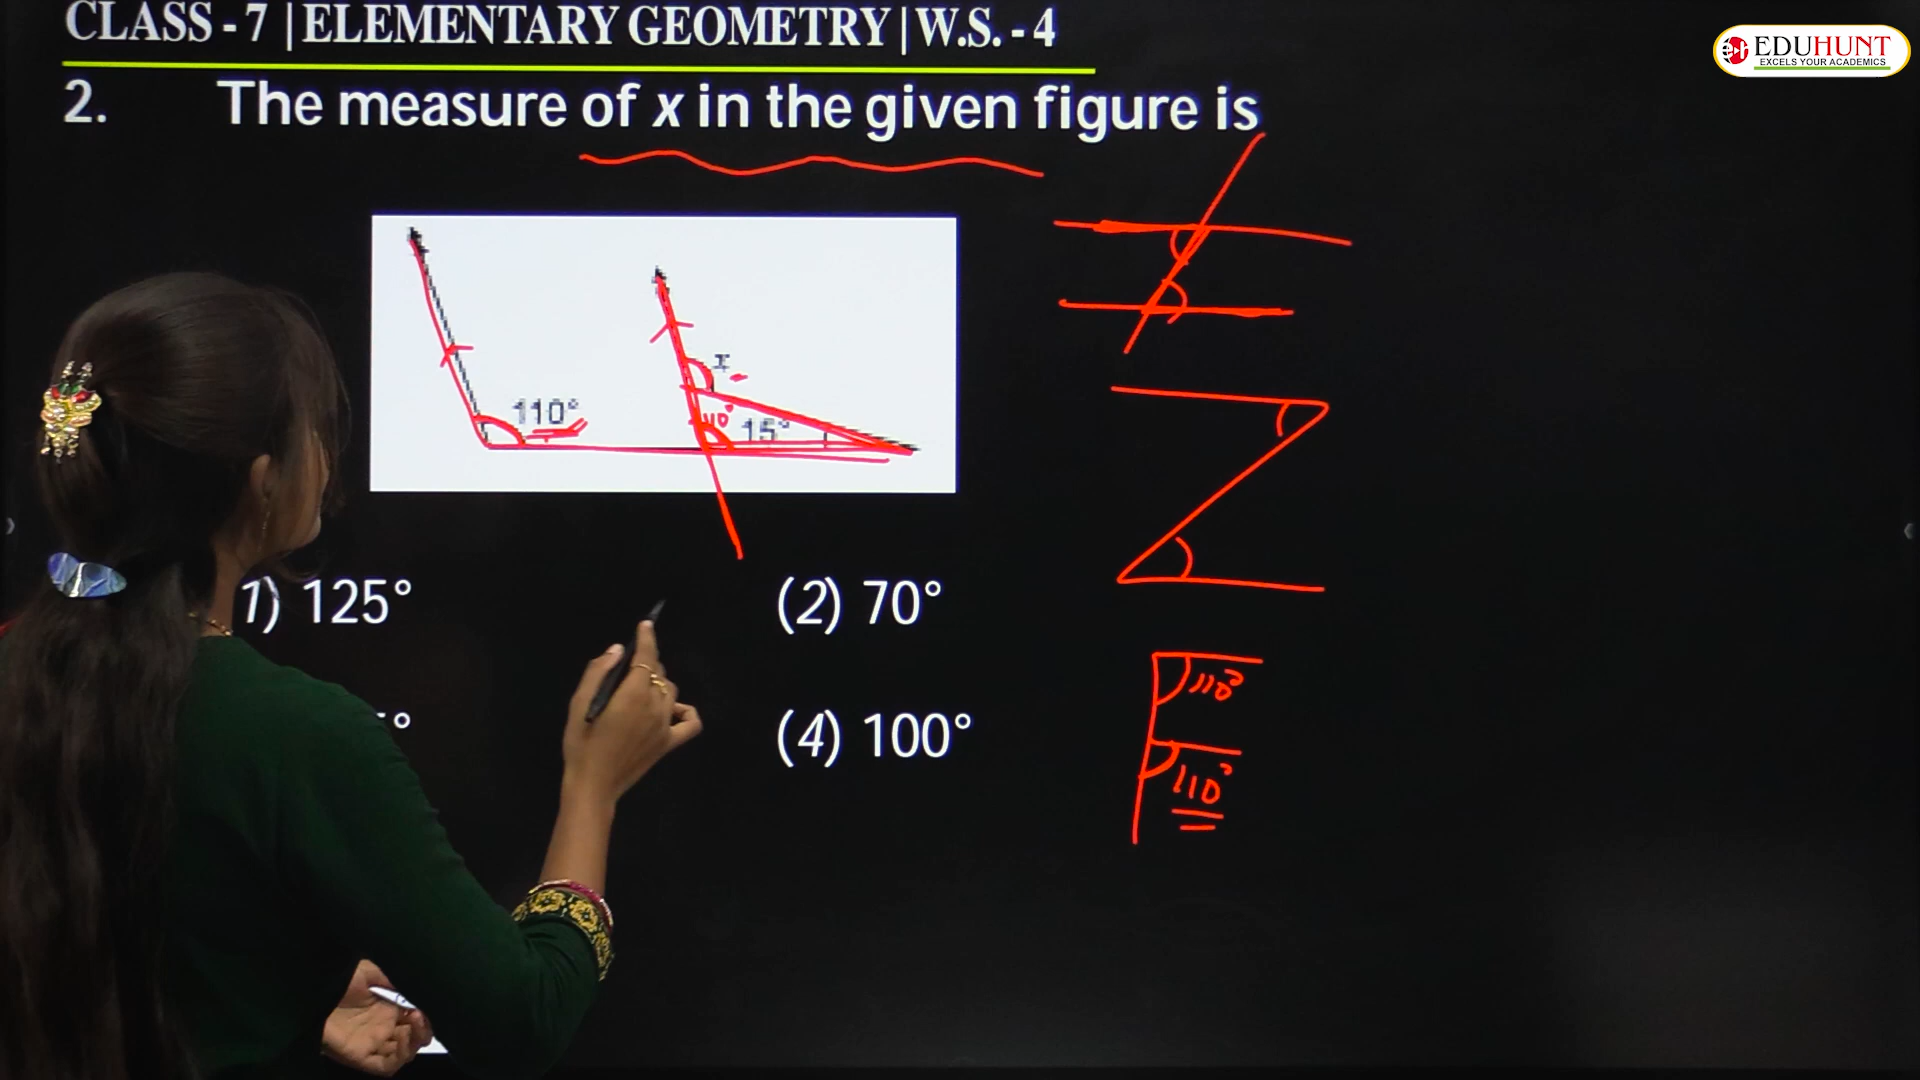 CLASS - 7 | ELEMENTARY GEOMETRY | W.S. - 4
EDUHUNT
EXCELS YOUR ACADEMICS
2. The measure of x in the given figure is
x
110°
110°
15°
1) 125°
(2) 70°
110°
°
(4) 100°
110°